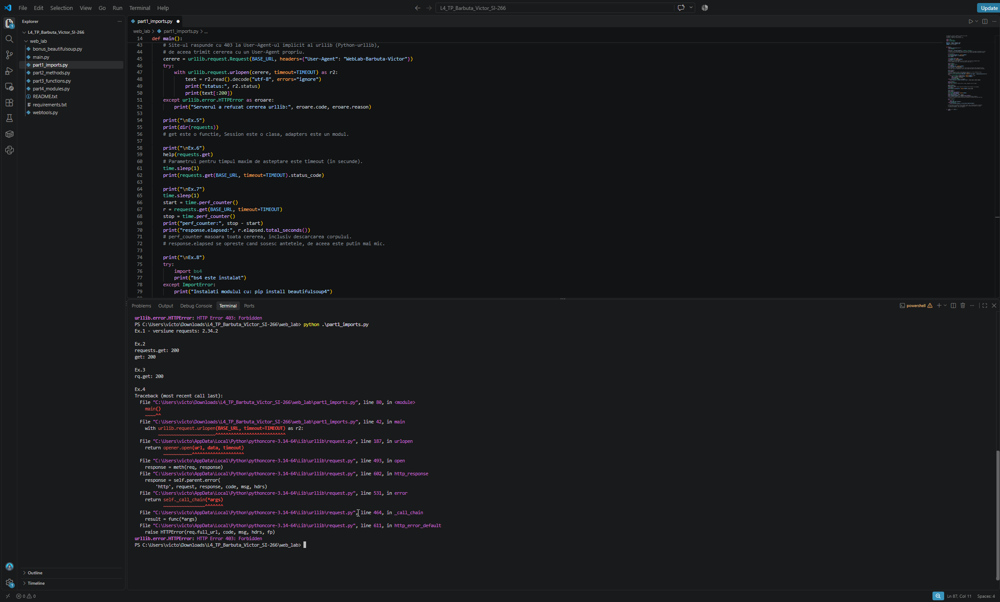 File Edit Selection View Go Run Terminal Help
L4_TP_Barbuta_Victor_SI-266
Update
Explorer
L4_TP_Barbuta_Victor_SI-266
web_lab
bonus_beautifulsoup.py
main.py
part1_imports.py
part2_methods.py
part3_functions.py
part4_modules.py
README.txt
requirements.txt
webtools.py
Outline
Timeline
part1_imports.py
web_lab > part1_imports.py > ...
14 def main():
43 # Site-ul raspunde cu 403 la User-Agent-ul implicit al urllib (Python-urllib),
44 # de aceea trimit cererea cu un User-Agent propriu.
45 cerere = urllib.request.Request(BASE_URL, headers={"User-Agent": "WebLab-Barbuta-Victor"})
46 try:
47 with urllib.request.urlopen(cerere, timeout=TIMEOUT) as r2:
48 text = r2.read().decode("utf-8", errors="ignore")
49 print("status:", r2.status)
50 print(text[:200])
51 except urllib.error.HTTPError as eroare:
52 print("Serverul a refuzat cererea urllib:", eroare.code, eroare.reason)
53
54 print("\nEx.5")
55 print(dir(requests))
56 # get este o functie, Session este o clasa, adapters este un modul.
57
58 print("\nEx.6")
59 help(requests.get)
60 # Parametrul pentru timpul maxim de asteptare este timeout (in secunde).
61 time.sleep(1)
62 print(requests.get(BASE_URL, timeout=TIMEOUT).status_code)
63
64 print("\nEx.7")
65 time.sleep(1)
66 start = time.perf_counter()
67 r = requests.get(BASE_URL, timeout=TIMEOUT)
68 stop = time.perf_counter()
69 print("perf_counter:", stop - start)
70 print("response.elapsed:", r.elapsed.total_seconds())
71 # perf_counter masoara toata cererea, inclusiv descarcarea corpului.
72 # response.elapsed se opreste cand sosesc antetele, de aceea este putin mai mic.
73
74 print("\nEx.8")
75 try:
76 import bs4
77 print("bs4 este instalat")
78 except ImportError:
79 print("Instalati modulul cu: pip install beautifulsoup4")
Problems Output Debug Console Terminal Ports
powershell
urllib.error.HTTPError: HTTP Error 403: Forbidden
PS C:\Users\victo\Downloads\L4_TP_Barbuta_Victor_SI-266\web_lab> python .\part1_imports.py
Ex.1 - versiune requests: 2.34.2
Ex.2
requests.get: 200
get: 200
Ex.3
rq.get: 200
Ex.4
Traceback (most recent call last):
File "C:\Users\victo\Downloads\L4_TP_Barbuta_Victor_SI-266\web_lab\part1_imports.py", line 80, in <module>
main()
~~~~^^
File "C:\Users\victo\Downloads\L4_TP_Barbuta_Victor_SI-266\web_lab\part1_imports.py", line 42, in main
with urllib.request.urlopen(BASE_URL, timeout=TIMEOUT) as r2:
~~~~~~~~~~~~~~~~~~~~~~^^^^^^^^^^^^^^^^^^^^^^^^^^^
File "C:\Users\victo\AppData\Local\Python\pythoncore-3.14-64\Lib\urllib\request.py", line 187, in urlopen
return opener.open(url, data, timeout)
~~~~~~~~~~~^^^^^^^^^^^^^^^^^^^^
File "C:\Users\victo\AppData\Local\Python\pythoncore-3.14-64\Lib\urllib\request.py", line 493, in open
response = meth(req, response)
File "C:\Users\victo\AppData\Local\Python\pythoncore-3.14-64\Lib\urllib\request.py", line 602, in http_response
response = self.parent.error(
'http', request, response, code, msg, hdrs)
File "C:\Users\victo\AppData\Local\Python\pythoncore-3.14-64\Lib\urllib\request.py", line 531, in error
return self._call_chain(*args)
~~~~~~~~~~~~~~~~^^^^^^^
File "C:\Users\victo\AppData\Local\Python\pythoncore-3.14-64\Lib\urllib\request.py", line 464, in _call_chain
result = func(*args)
File "C:\Users\victo\AppData\Local\Python\pythoncore-3.14-64\Lib\urllib\request.py", line 611, in http_error_default
raise HTTPError(req.full_url, code, msg, hdrs, fp)
urllib.error.HTTPError: HTTP Error 403: Forbidden
PS C:\Users\victo\Downloads\L4_TP_Barbuta_Victor_SI-266\web_lab>
0 0
Ln 87, Col 11 Spaces: 4